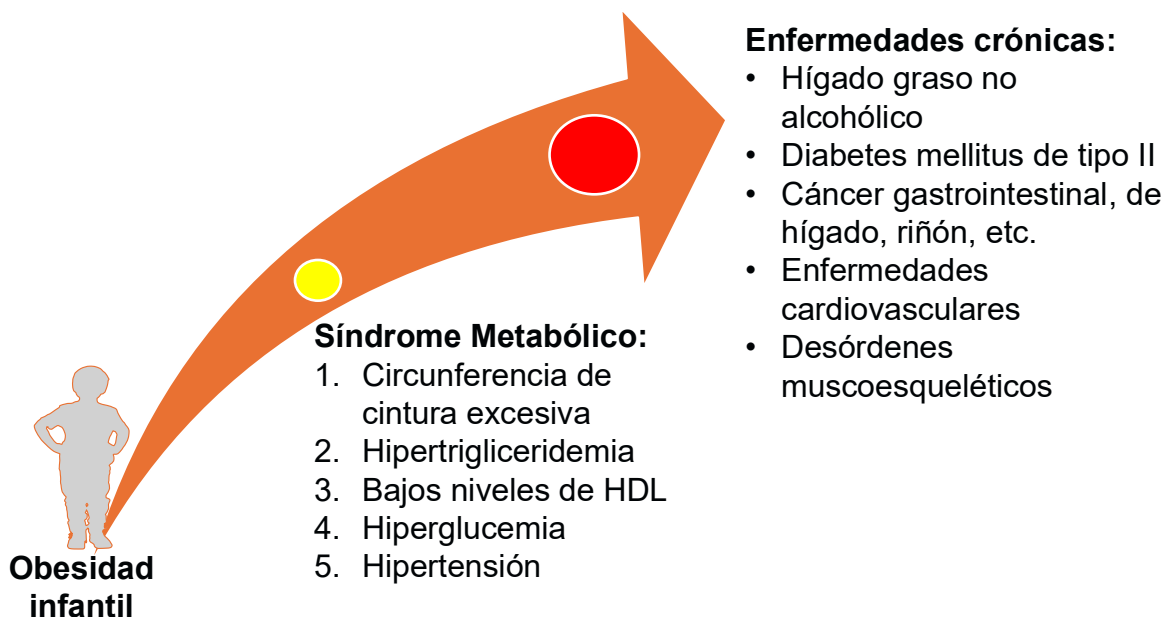 Enfermedades crónicas:
• Hígado graso no
alcohólico
• Diabetes mellitus de tipo II
• Cáncer gastrointestinal, de
hígado, riñón, etc.
• Enfermedades
cardiovasculares
• Desórdenes
muscoesqueléticos
Síndrome Metabólico:
1. Circunferencia de
cintura excesiva
2. Hipertrigliceridemia
3. Bajos niveles de HDL
4. Hiperglucemia
5. Hipertensión
Obesidad
infantil